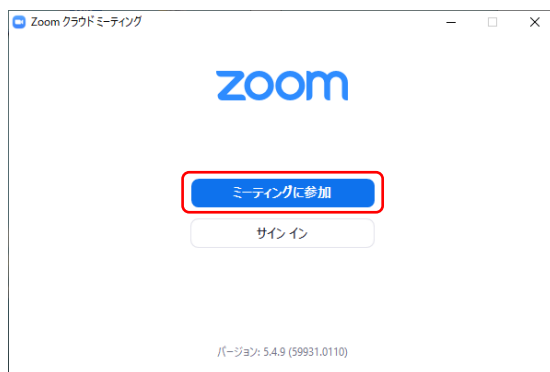 Zoom クラウド ミーティング
zoom
ミーティングに参加
サイン イン
バージョン: 5.4.9 (59931.0110)